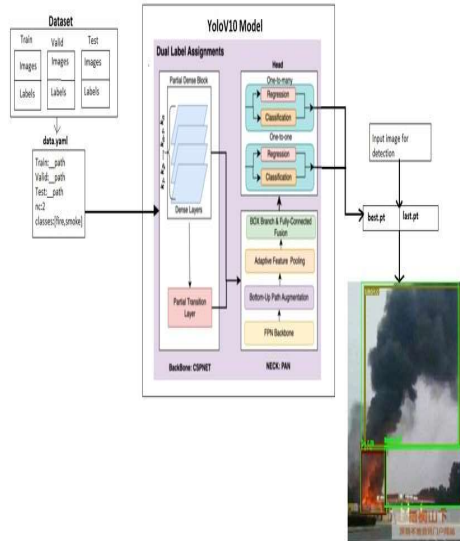 Dataset
Train
Valid
Test
Images
Images
Images
Labels
Labels
Labels
data.yaml
Train:__path
Valid:__path
Test:__path
nc:2
classes:[fire,smoke]
YoloV10 Model
Dual Label Assignments
Partial Dense Block
Dense Layers
Partial Transition
Layer
BackBone: CSPNET
Head
One-to-many
Regression
Classification
One-to-one
Regression
Classification
BOX Branch & Fully-Connected
Fusion
Adaptive Feature Pooling
Bottom-Up Path Augmentation
FPN Backbone
NECK: PAN
Input image for
detection
best.pt
last.pt